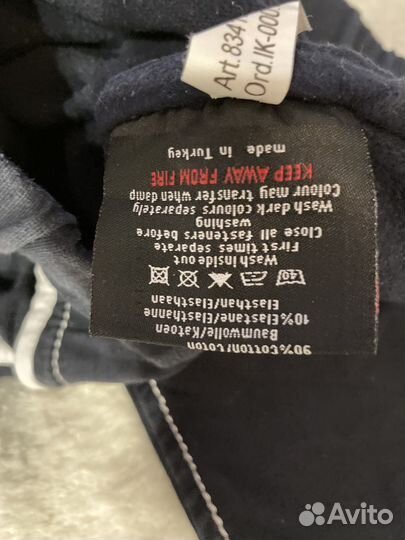 90%Cotton/Coton
Baumwolle/Katoen
10%Elastane/Elasthanne
Elasthan/Elasthaan
40
Wash Inside out
First times separate
Close all fasteners before
washing
Wash dark colours separately
Colour may transfer when damp
KEEP AWAY FROM FIRE
made in Turkey
Art.834
Ord.IK-000
Avito